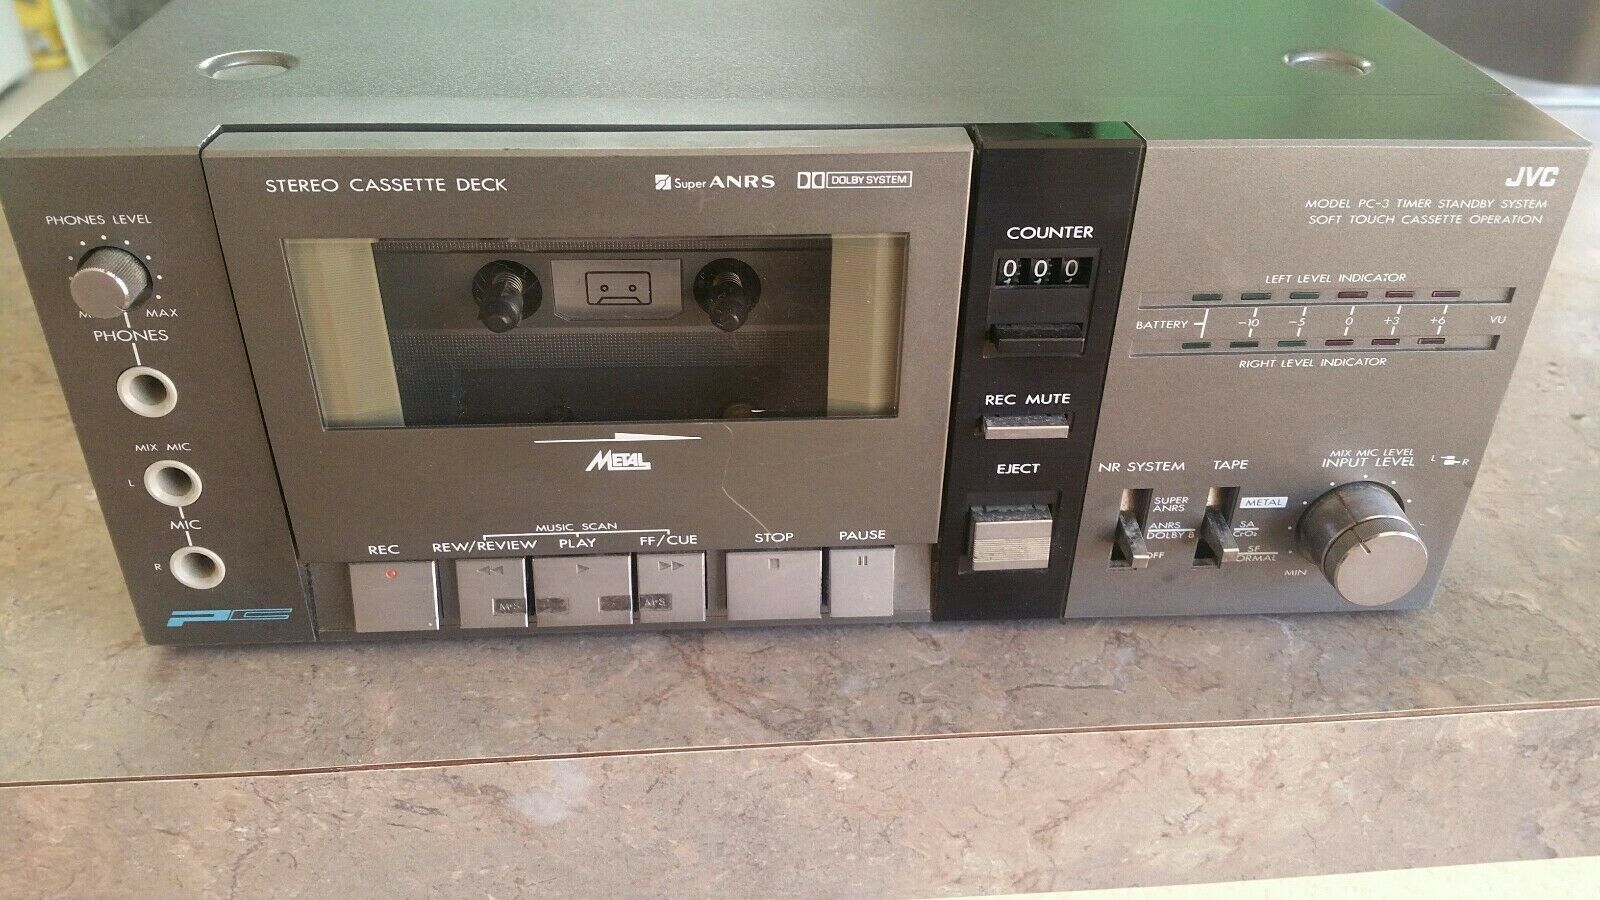 STEREO CASSETTE DECK
Super ANRS
DOLBY SYSTEM
JVC
MODEL PC-3 TIMER STANDBY SYSTEM
SOFT TOUCH CASSETTE OPERATION
PHONES LEVEL
MAX
PHONES
MIX MIC
L
MIC
R
PC
COUNTER
000
REC MUTE
EJECT
LEFT LEVEL INDICATOR
BATTERY -10 -5 0 +3 +6 VU
RIGHT LEVEL INDICATOR
METAL
MUSIC SCAN
REC REW/REVIEW PLAY FF/CUE STOP PAUSE
M·S M·S
NR SYSTEM
SUPER
ANRS
ANRS
DOLBY B
OFF
TAPE
METAL
SA
CrO₂
SF
MIX MIC LEVEL
INPUT LEVEL
L R
MIN